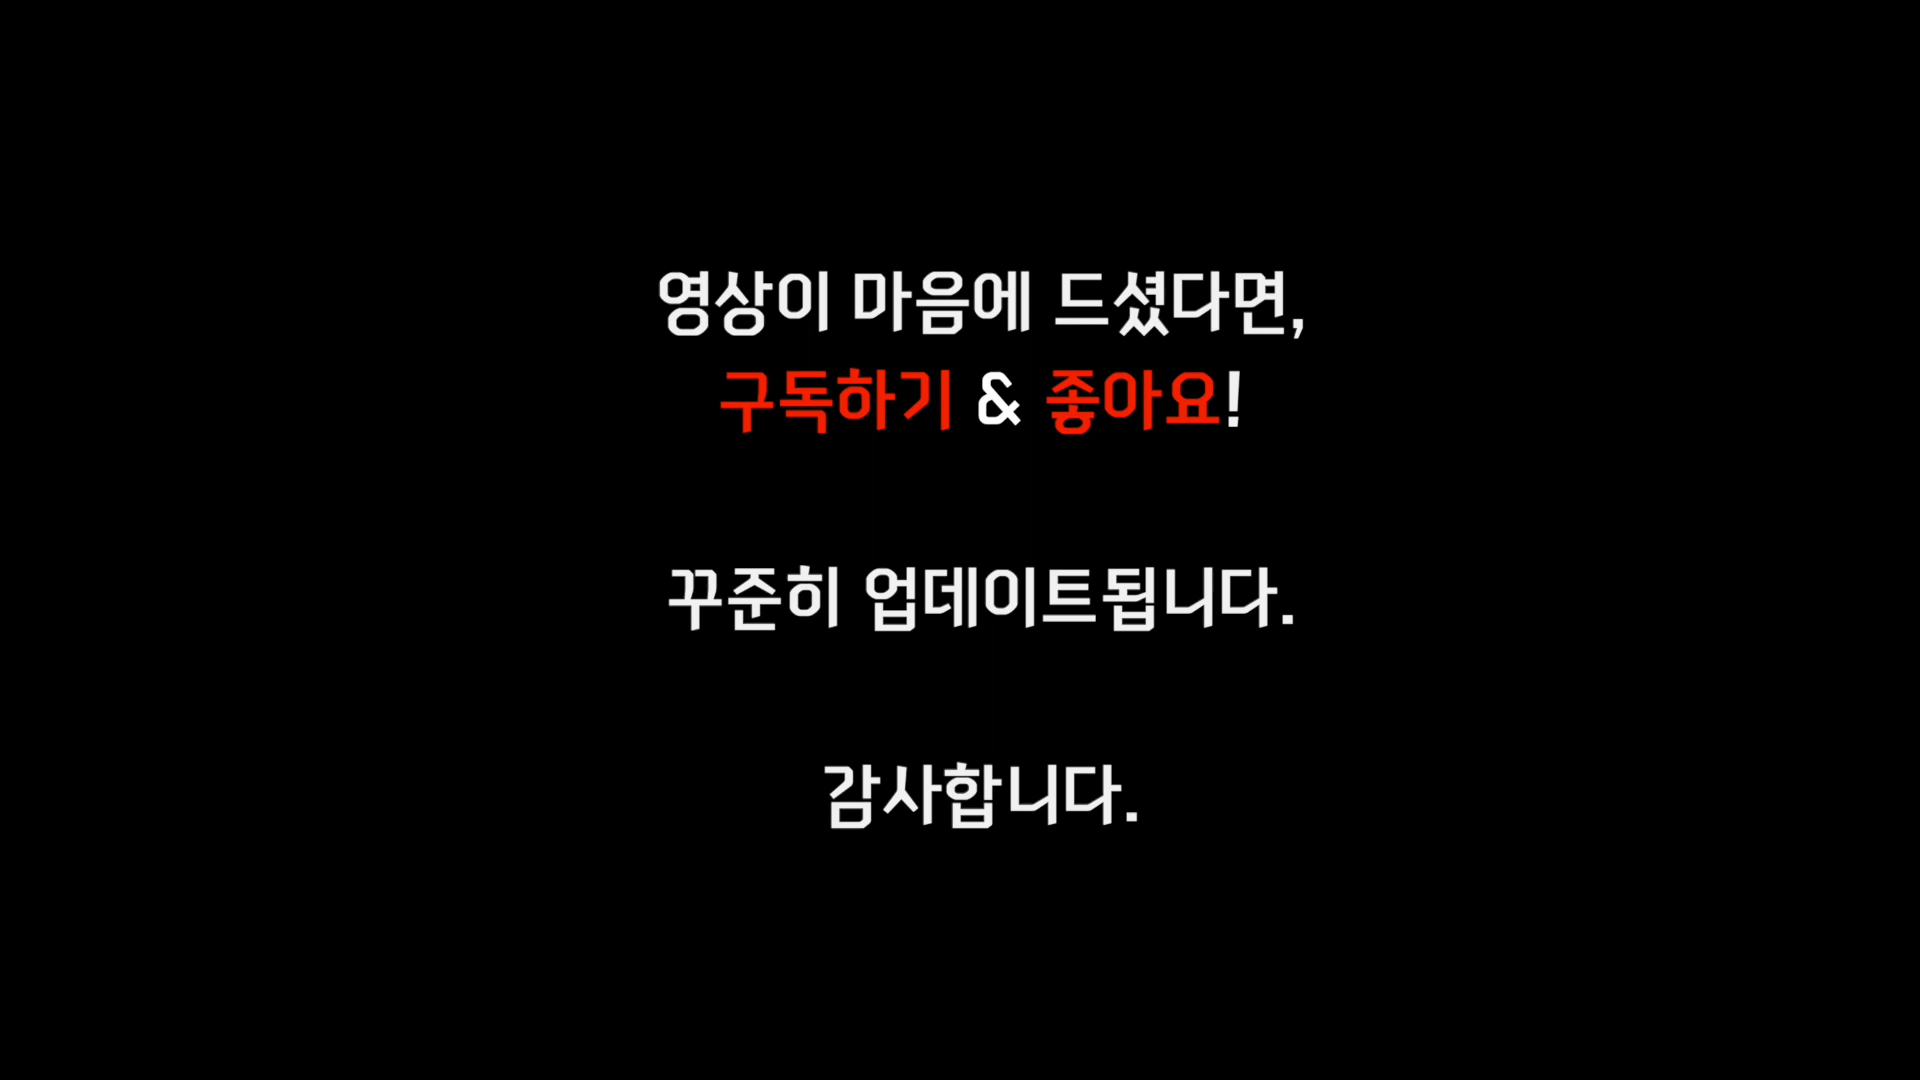 영상이 마음에 드셨다면,
구독하기 & 좋아요!
꾸준히 업데이트됩니다.
감사합니다.